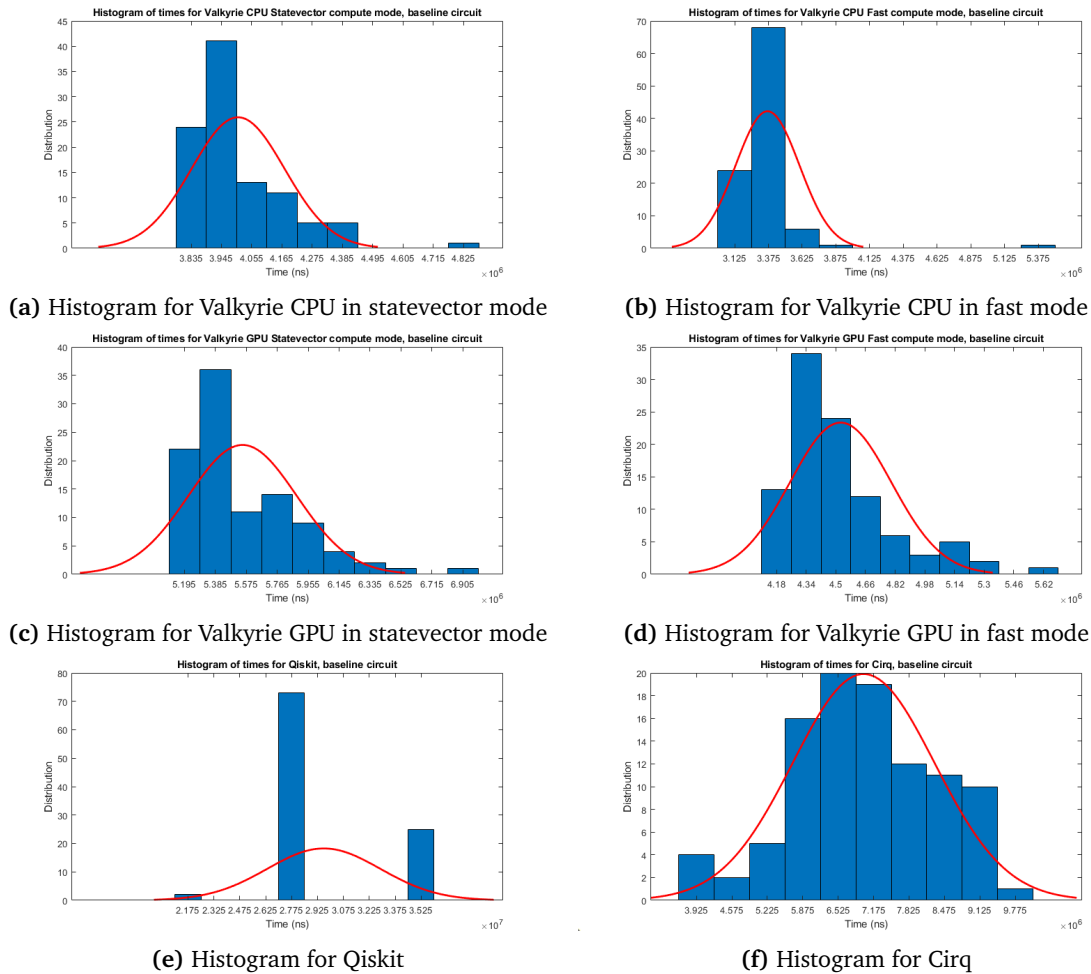 Histogram of times for Valkyrie CPU Statevector compute mode, baseline circuit
45
40
35
30
25
20
15
10
5
0
Distribution
3.835 3.945 4.055 4.165 4.275 4.385 4.495 4.605 4.715 4.825
Time (ns)
×10^6
(a) Histogram for Valkyrie CPU in statevector mode
Histogram of times for Valkyrie CPU Fast compute mode, baseline circuit
70
60
50
40
30
20
10
0
Distribution
3.125 3.375 3.625 3.875 4.125 4.375 4.625 4.875 5.125 5.375
Time (ns)
×10^6
(b) Histogram for Valkyrie CPU in fast mode
Histogram of times for Valkyrie GPU Statevector compute mode, baseline circuit
40
35
30
25
20
15
10
5
0
Distribution
5.195 5.385 5.575 5.765 5.955 6.145 6.335 6.525 6.715 6.905
Time (ns)
×10^6
(c) Histogram for Valkyrie GPU in statevector mode
Histogram of times for Valkyrie GPU Fast compute mode, baseline circuit
35
30
25
20
15
10
5
0
Distribution
4.18 4.34 4.5 4.66 4.82 4.98 5.14 5.3 5.46 5.62
Time (ns)
×10^6
(d) Histogram for Valkyrie GPU in fast mode
Histogram of times for Qiskit, baseline circuit
80
70
60
50
40
30
20
10
0
Distribution
2.175 2.325 2.475 2.625 2.775 2.925 3.075 3.225 3.375 3.525
Time (ns)
×10^7
(e) Histogram for Qiskit
Histogram of times for Cirq, baseline circuit
20
18
16
14
12
10
8
6
4
2
0
Distribution
3.925 4.575 5.225 5.875 6.525 7.175 7.825 8.475 9.125 9.775
Time (ns)
×10^6
(f) Histogram for Cirq